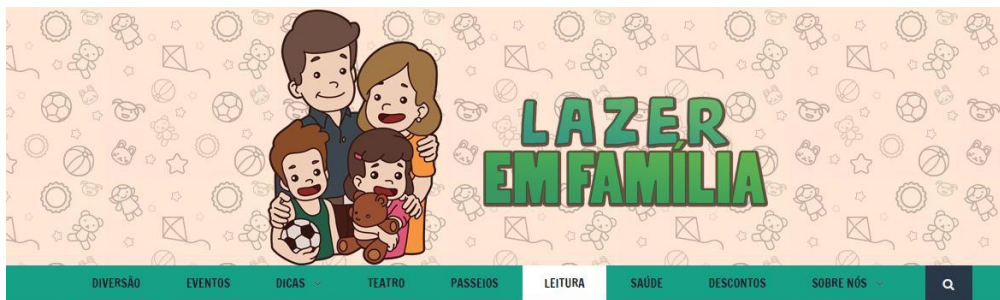 LAZER
EM FAMÍLIA
DIVERSÃO EVENTOS DICAS TEATRO PASSEIOS LEITURA SAÚDE DESCONTOS SOBRE NÓS